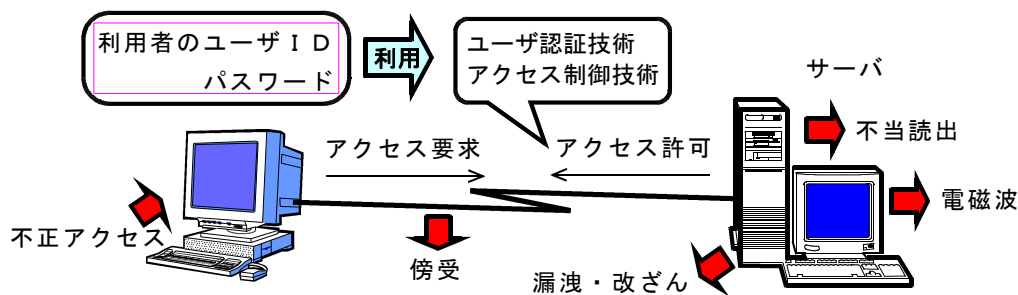 利用者のユーザＩＤ
パスワード
利用
ユーザ認証技術
アクセス制御技術
サーバ
アクセス要求
アクセス許可
不当読出
電磁波
不正アクセス
傍受
漏洩・改ざん